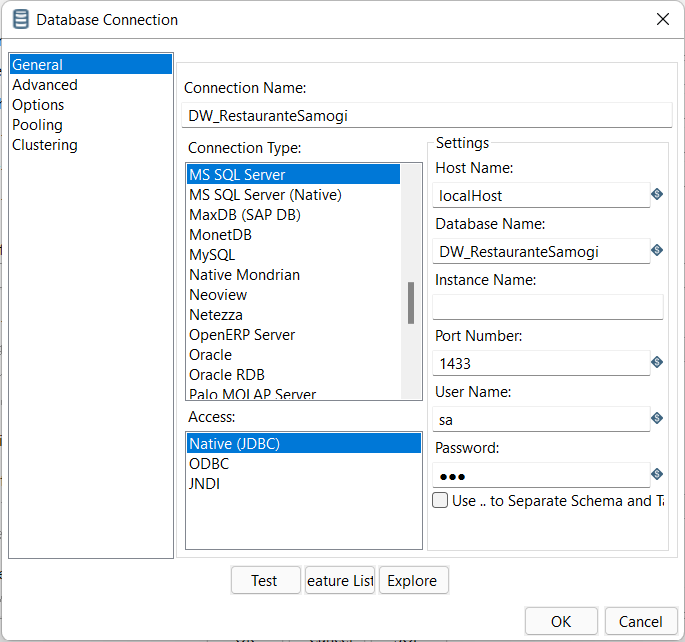 Database Connection
General
Advanced
Options
Pooling
Clustering
Connection Name:
DW_RestauranteSamogi
Connection Type:
MS SQL Server
MS SQL Server (Native)
MaxDB (SAP DB)
MonetDB
MySQL
Native Mondrian
Neoview
Netezza
OpenERP Server
Oracle
Oracle RDB
Palo MOLAP Server
Access:
Native (JDBC)
ODBC
JNDI
Settings
Host Name:
localHost
Database Name:
DW_RestauranteSamogi
Instance Name:
Port Number:
1433
User Name:
sa
Password:
●●●
Use .. to Separate Schema and Ta
Test
eature List
Explore
OK
Cancel